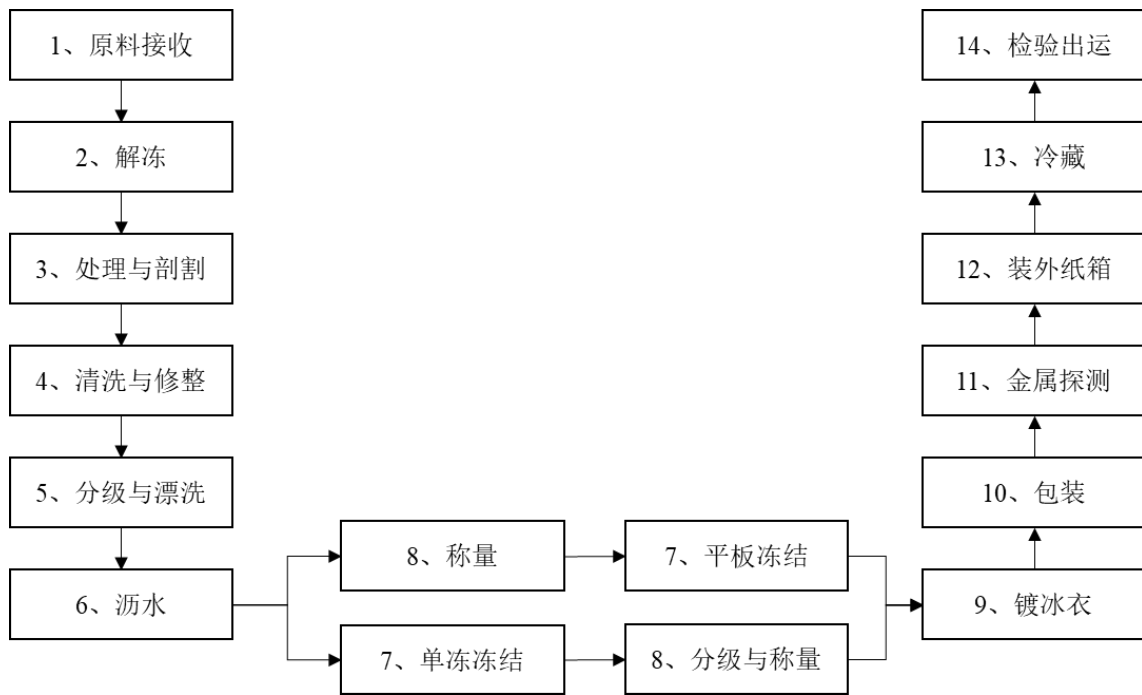 1、原料接收
2、解冻
3、处理与剖割
4、清洗与修整
5、分级与漂洗
6、沥水
8、称量
7、平板冻结
7、单冻冻结
8、分级与称量
9、镀冰衣
10、包装
11、金属探测
12、装外纸箱
13、冷藏
14、检验出运